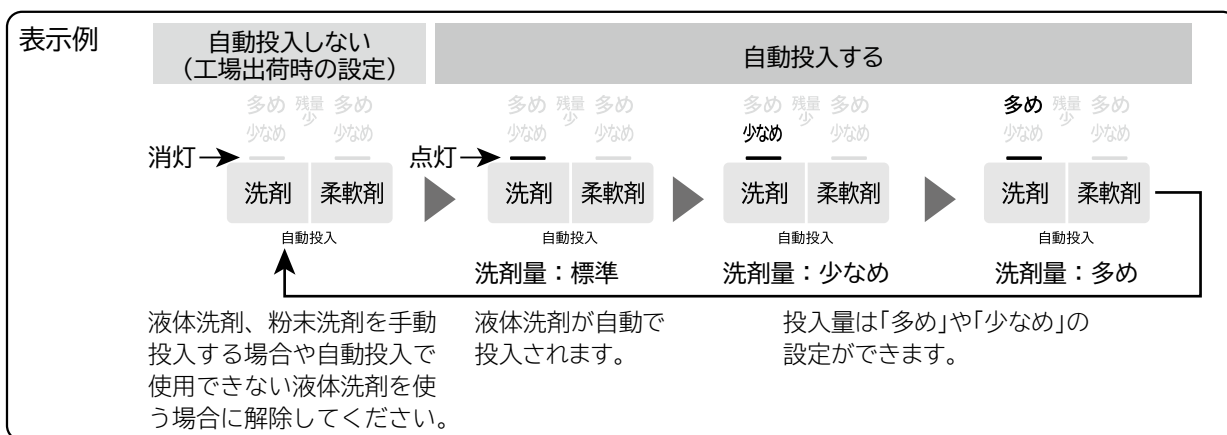 表示例
自動投入しない
（工場出荷時の設定）
自動投入する
多め 残量少 多め
少なめ 少なめ
消灯
洗剤 柔軟剤
自動投入
多め 残量少 多め
少なめ 少なめ
点灯
洗剤 柔軟剤
自動投入
洗剤量：標準
多め 残量少 多め
少なめ 少なめ
洗剤 柔軟剤
自動投入
洗剤量：少なめ
多め 残量少 多め
少なめ 少なめ
洗剤 柔軟剤
自動投入
洗剤量：多め
液体洗剤、粉末洗剤を手動
投入する場合や自動投入で
使用できない液体洗剤を使
う場合に解除してください。
液体洗剤が自動で
投入されます。
投入量は「多め」や「少なめ」の
設定ができます。